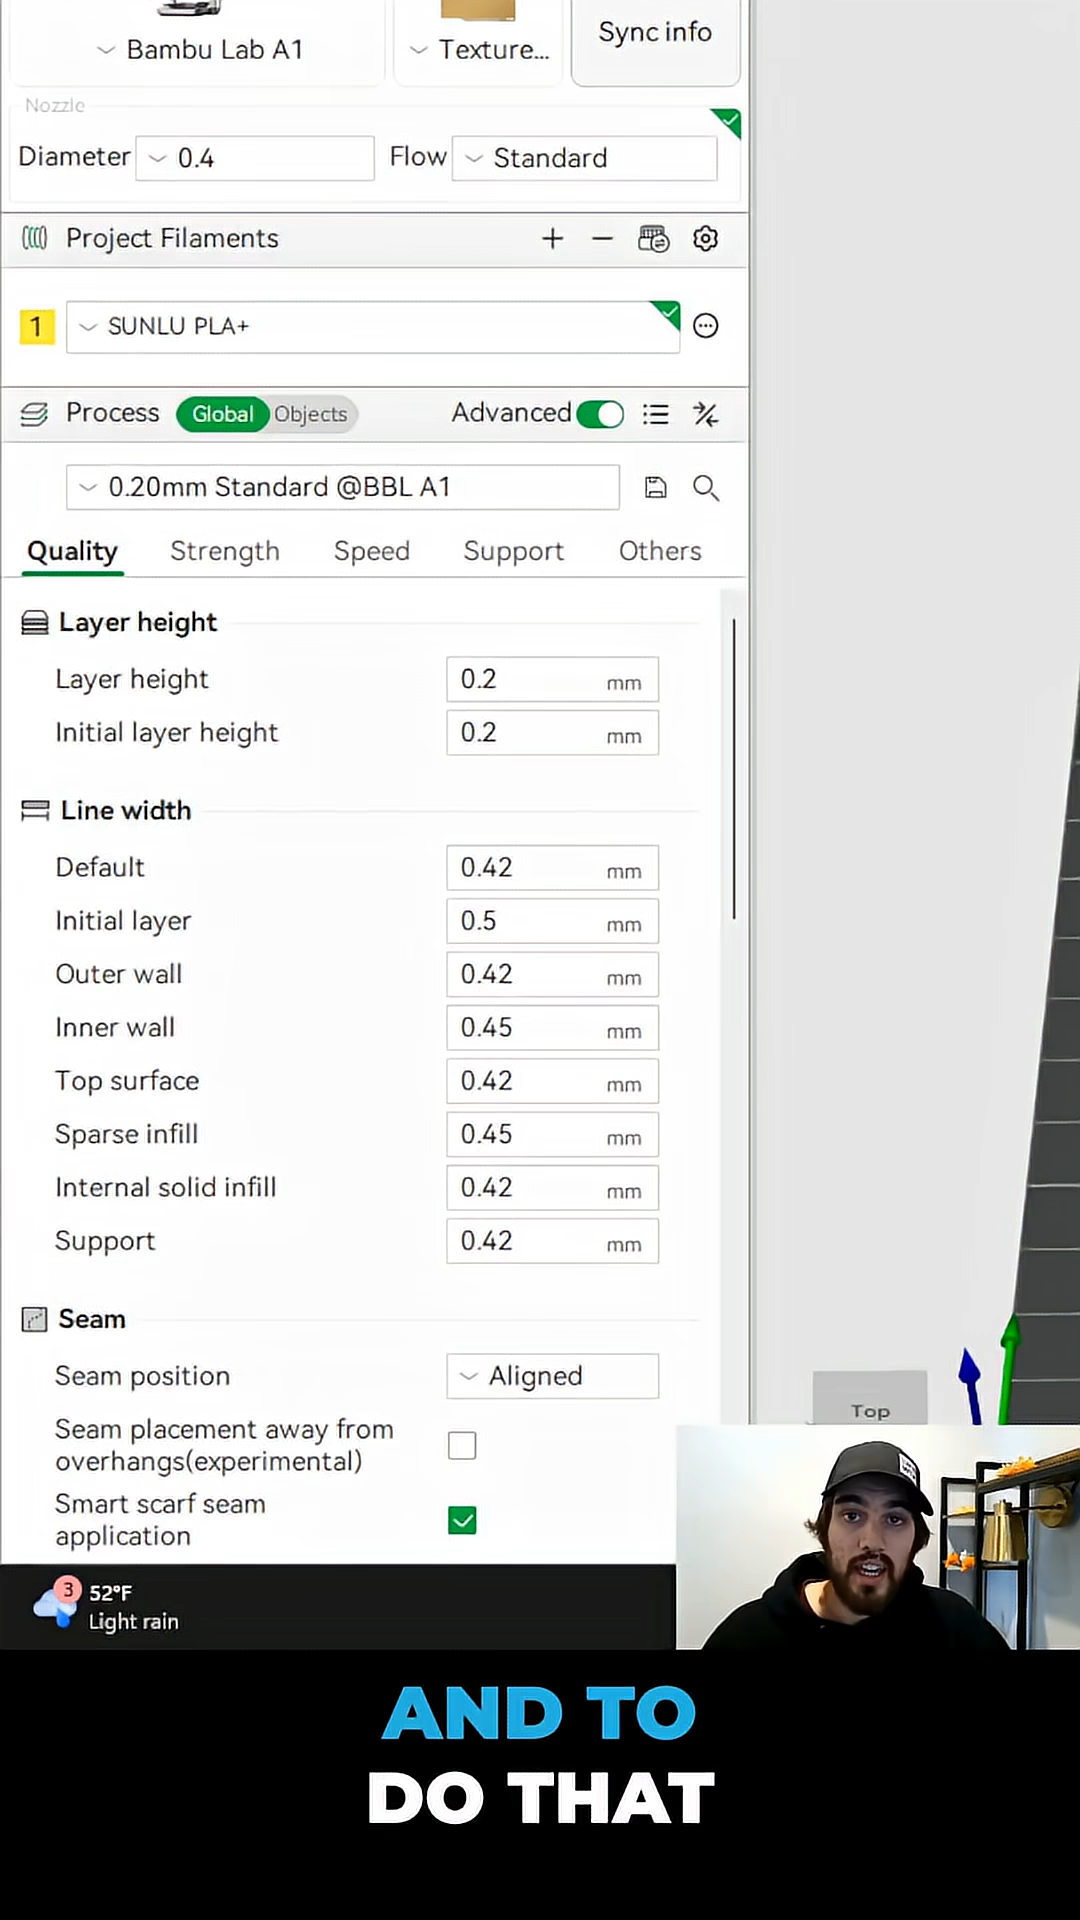 Bambu Lab A1
Texture...
Sync info
Nozzle
Diameter 0.4 Flow Standard
Project Filaments
1 SUNLU PLA+
Process Global Objects Advanced
0.20mm Standard @BBL A1
Quality Strength Speed Support Others
Layer height
Layer height 0.2 mm
Initial layer height 0.2 mm
Line width
Default 0.42 mm
Initial layer 0.5 mm
Outer wall 0.42 mm
Inner wall 0.45 mm
Top surface 0.42 mm
Sparse infill 0.45 mm
Internal solid infill 0.42 mm
Support 0.42 mm
Seam
Seam position Aligned
Seam placement away from
overhangs(experimental)
Smart scarf seam
application
Top
3 52°F
Light rain
AND TO
DO THAT